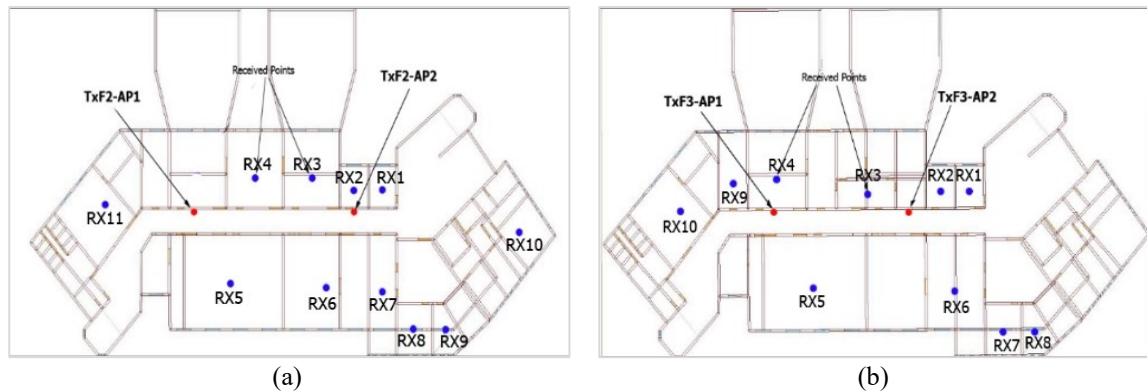 Received Points
TxF2-AP2
TxF2-AP1
RX4
RX3
RX2
RX1
RX11
RX10
RX5
RX6
RX7
RX8
RX9
(a)
Received Points
TxF3-AP1
TxF3-AP2
RX4
RX9
RX3
RX2
RX1
RX10
RX5
RX6
RX7
RX8
(b)